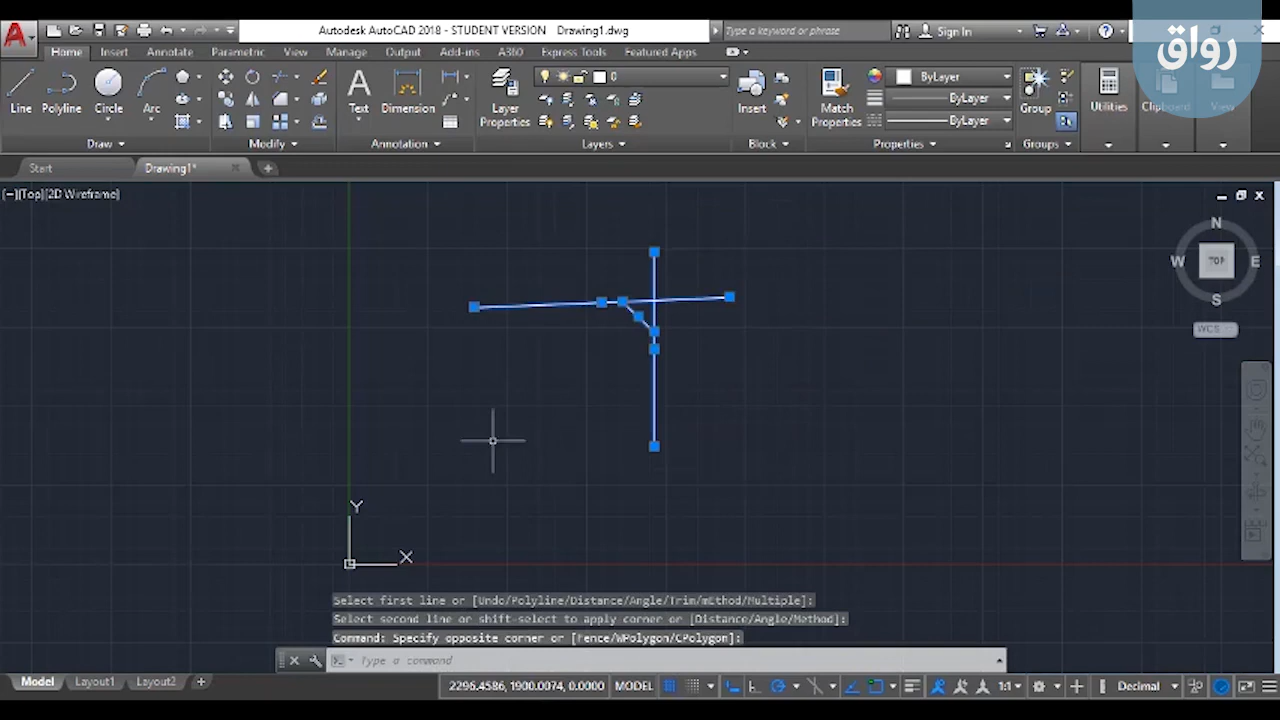 Autodesk AutoCAD 2018 - STUDENT VERSION Drawing1.dwg
Type a keyword or phrase
Sign In
رواق
Home Insert Annotate Parametric View Manage Output Add-ins A360 Express Tools Featured Apps
0
ByLayer
ByLayer
ByLayer
Line Polyline Circle Arc
Text Dimension
Layer Properties
Insert
Match Properties
Group
Utilities Clipboard View
Draw Modify Annotation Layers Block Properties Groups
Start Drawing1*
[−][Top][2D Wireframe]
N
W TOP E
S
WCS
Y
X
Select first line or [Undo/Polyline/Distance/Angle/Trim/mEthod/Multiple]:
Select second line or shift-select to apply corner or [Distance/Angle/Method]:
Command: Specify opposite corner or [Fence/WPolygon/CPolygon]:
Type a command
Model Layout1 Layout2 +
2296.4586, 1900.0074, 0.0000 MODEL 1:1 Decimal